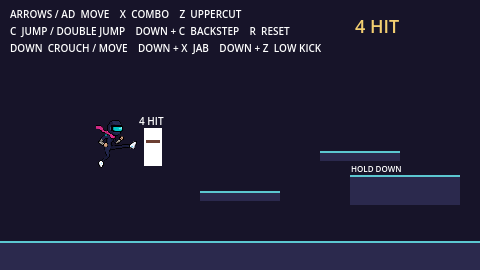 ARROWS / AD MOVE X COMBO Z UPPERCUT
4 HIT
C JUMP / DOUBLE JUMP DOWN + C BACKSTEP R RESET
DOWN CROUCH / MOVE DOWN + X JAB DOWN + Z LOW KICK
4 HIT
HOLD DOWN